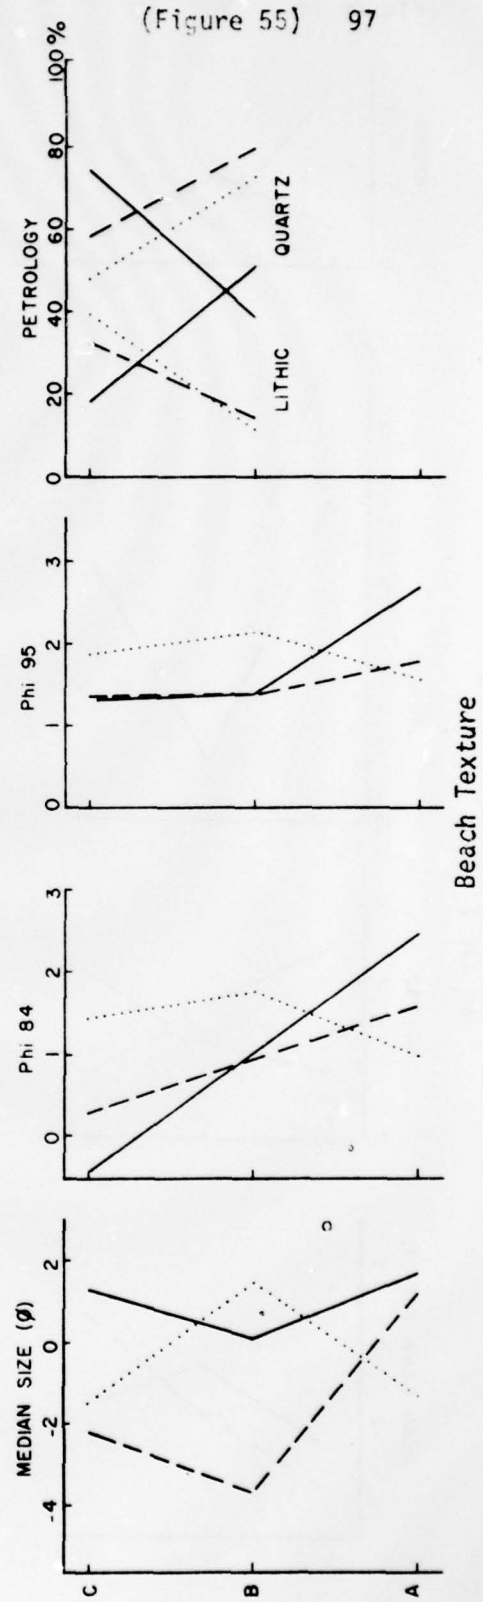 (Figure 55) 97
PETROLOGY
0 20 40 60 80 100%
QUARTZ
LITHIC
Phi 95
0 1 2 3
Phi 84
0 1 2 3
MEDIAN SIZE (Ø)
-4 -2 0 2
C B A
Beach Texture